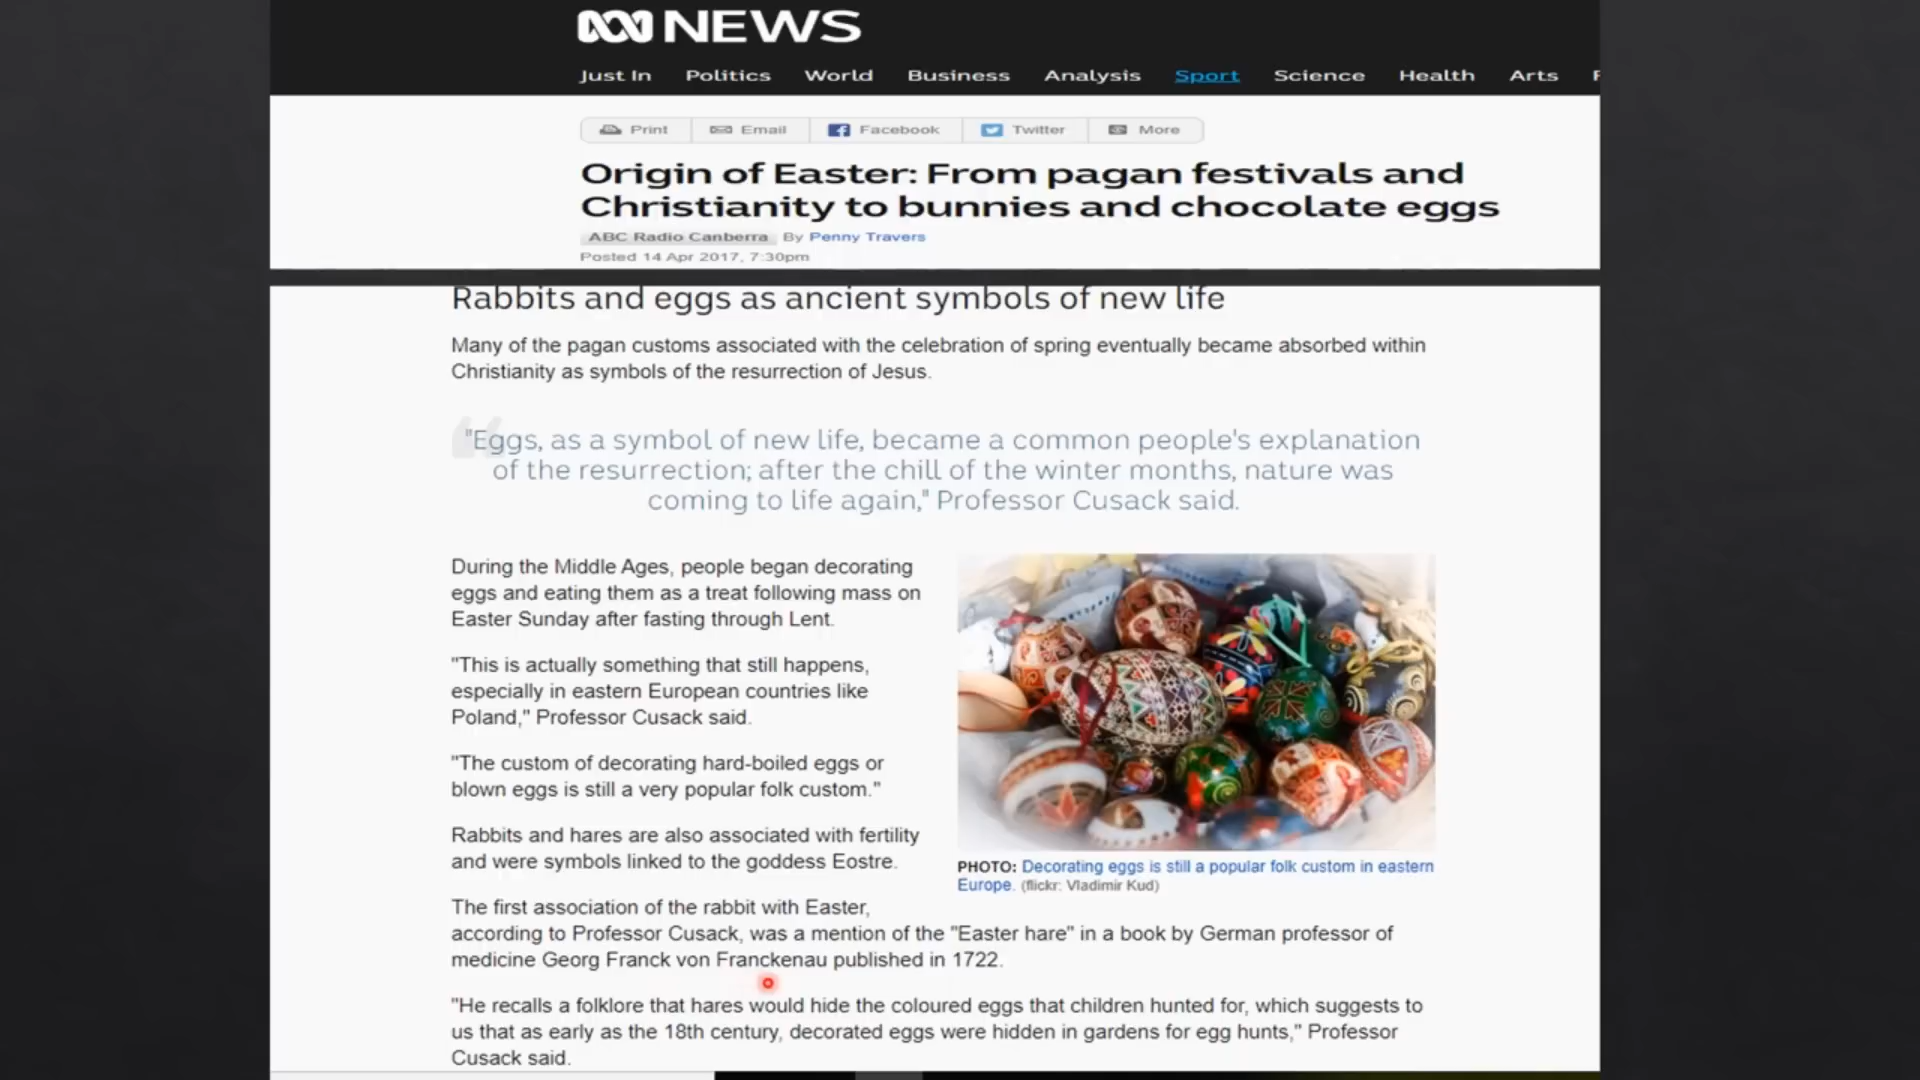 NEWS
Just In Politics World Business Analysis Sport Science Health Arts
Print Email Facebook Twitter More
Origin of Easter: From pagan festivals and
Christianity to bunnies and chocolate eggs
ABC Radio Canberra By Penny Travers
Posted 14 Apr 2017, 7:30pm
Rabbits and eggs as ancient symbols of new life
Many of the pagan customs associated with the celebration of spring eventually became absorbed within
Christianity as symbols of the resurrection of Jesus.
"Eggs, as a symbol of new life, became a common people's explanation
of the resurrection; after the chill of the winter months, nature was
coming to life again," Professor Cusack said.
During the Middle Ages, people began decorating
eggs and eating them as a treat following mass on
Easter Sunday after fasting through Lent.
"This is actually something that still happens,
especially in eastern European countries like
Poland," Professor Cusack said.
"The custom of decorating hard-boiled eggs or
blown eggs is still a very popular folk custom."
Rabbits and hares are also associated with fertility
and were symbols linked to the goddess Eostre.
PHOTO: Decorating eggs is still a popular folk custom in eastern
Europe. (flickr: Vladimir Kud)
The first association of the rabbit with Easter,
according to Professor Cusack, was a mention of the "Easter hare" in a book by German professor of
medicine Georg Franck von Franckenau published in 1722.
"He recalls a folklore that hares would hide the coloured eggs that children hunted for, which suggests to
us that as early as the 18th century, decorated eggs were hidden in gardens for egg hunts," Professor
Cusack said.